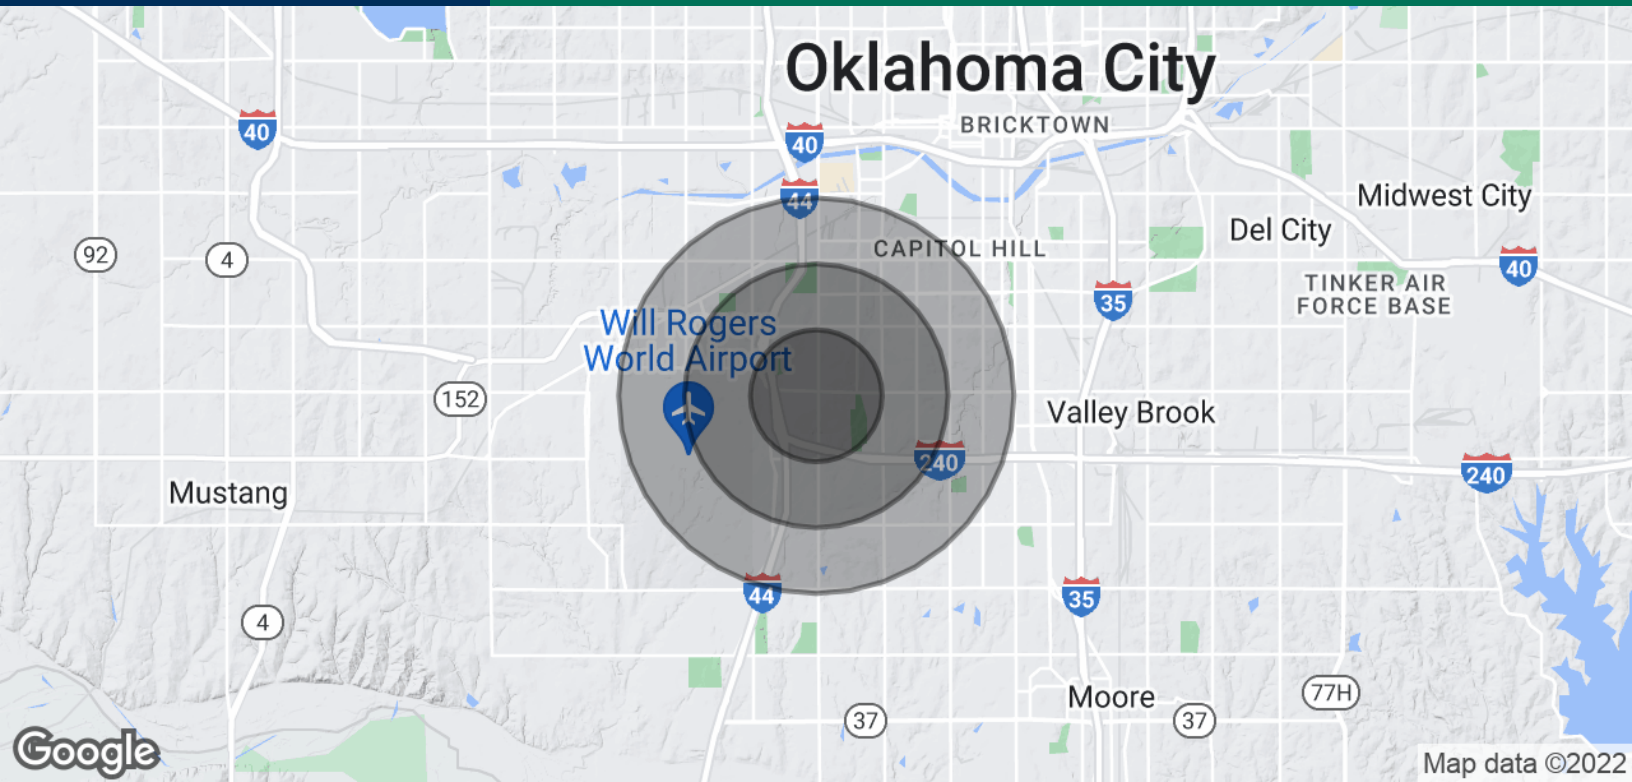 Oklahoma City
BRICKTOWN
40
40
44
Midwest City
Del City
CAPITOL HILL
92
4
40
TINKER AIR
FORCE BASE
35
Will Rogers
World Airport
152
Valley Brook
240
240
Mustang
44
35
4
77H
Moore
37
37
Google
Map data ©2022